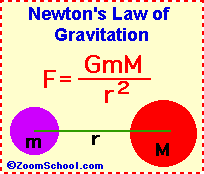 Newton's Law of
Gravitation
F = GmM
r²
m r M
©ZoomSchool.com